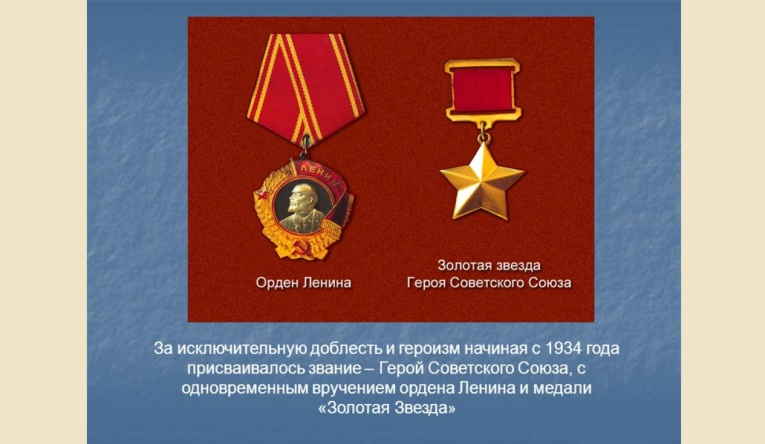 ЛЕНИН
Орден Ленина
Золотая звезда
Героя Советского Союза
За исключительную доблесть и героизм начиная с 1934 года
присваивалось звание – Герой Советского Союза, с
одновременным вручением ордена Ленина и медали
«Золотая Звезда»